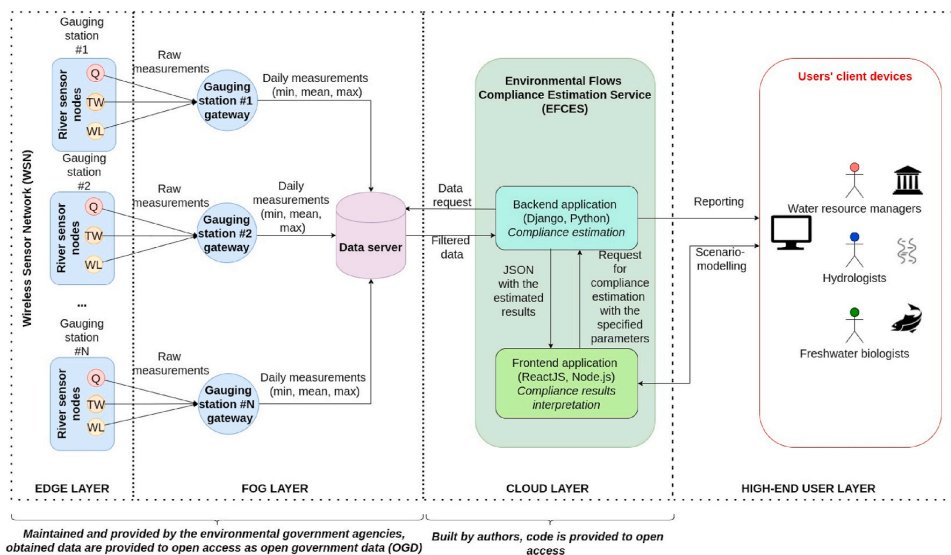 Gauging
station
#1
River sensor
nodes
Q
TW
WL
Raw
measurements
Gauging
station #1
gateway
Daily measurements
(min, mean, max)
Wireless Sensor Network (WSN)
Gauging
station
#2
River sensor
nodes
Q
TW
WL
Raw
measurements
Gauging
station #2
gateway
Daily
measurements
(min, mean,
max)
Data server
...
Gauging
station
#N
River sensor
nodes
Q
TW
WL
Raw
measurements
Gauging
station #N
gateway
Daily measurements
(min, mean, max)
Environmental Flows
Compliance Estimation Service
(EFCES)
Data
request
Filtered
data
Backend application
(Django, Python)
Compliance estimation
JSON
with the
estimated
results
Request
for
compliance
estimation
with the
specified
parameters
Frontend application
(ReactJS, Node.js)
Compliance results
interpretation
Reporting
Scenario-
modelling
Users' client devices
Water resource managers
Hydrologists
Freshwater biologists
EDGE LAYER
FOG LAYER
CLOUD LAYER
HIGH-END USER LAYER
Maintained and provided by the environmental government agencies,
obtained data are provided to open access as open government data (OGD)
Built by authors, code is provided to open
access